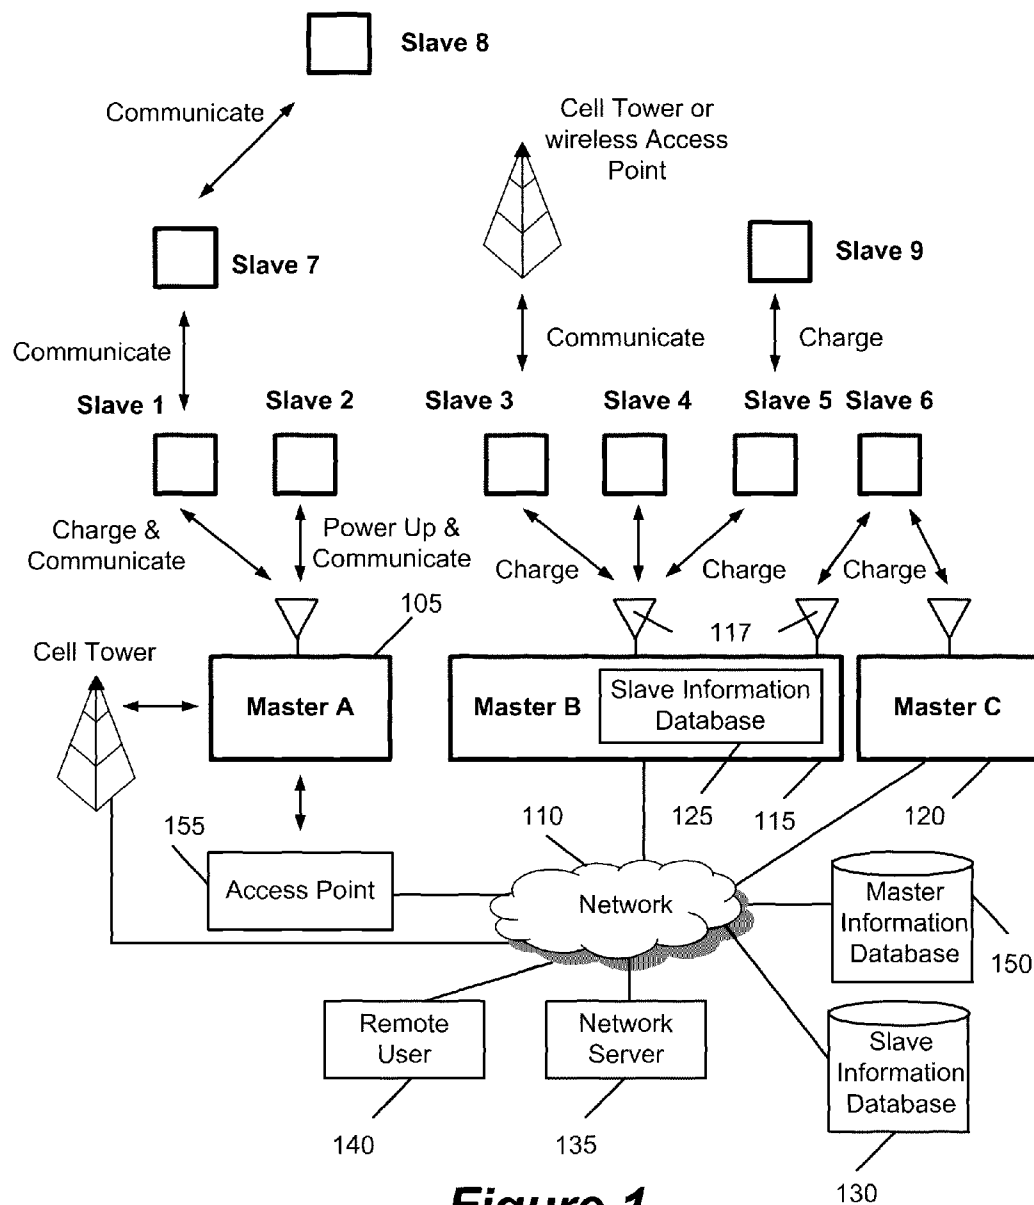 Slave 8
Communicate
Cell Tower or
wireless Access
Point
Slave 7
Slave 9
Communicate
Communicate
Charge
Slave 1
Slave 2
Slave 3
Slave 4
Slave 5
Slave 6
Charge &
Communicate
Power Up &
Communicate
Charge
Charge
Charge
105
117
Cell Tower
Master A
Master B
Slave Information
Database
Master C
155
110
125
115
120
Access Point
Network
Master
Information
Database
150
Remote
User
Network
Server
Slave
Information
Database
140
135
130
Figure 1